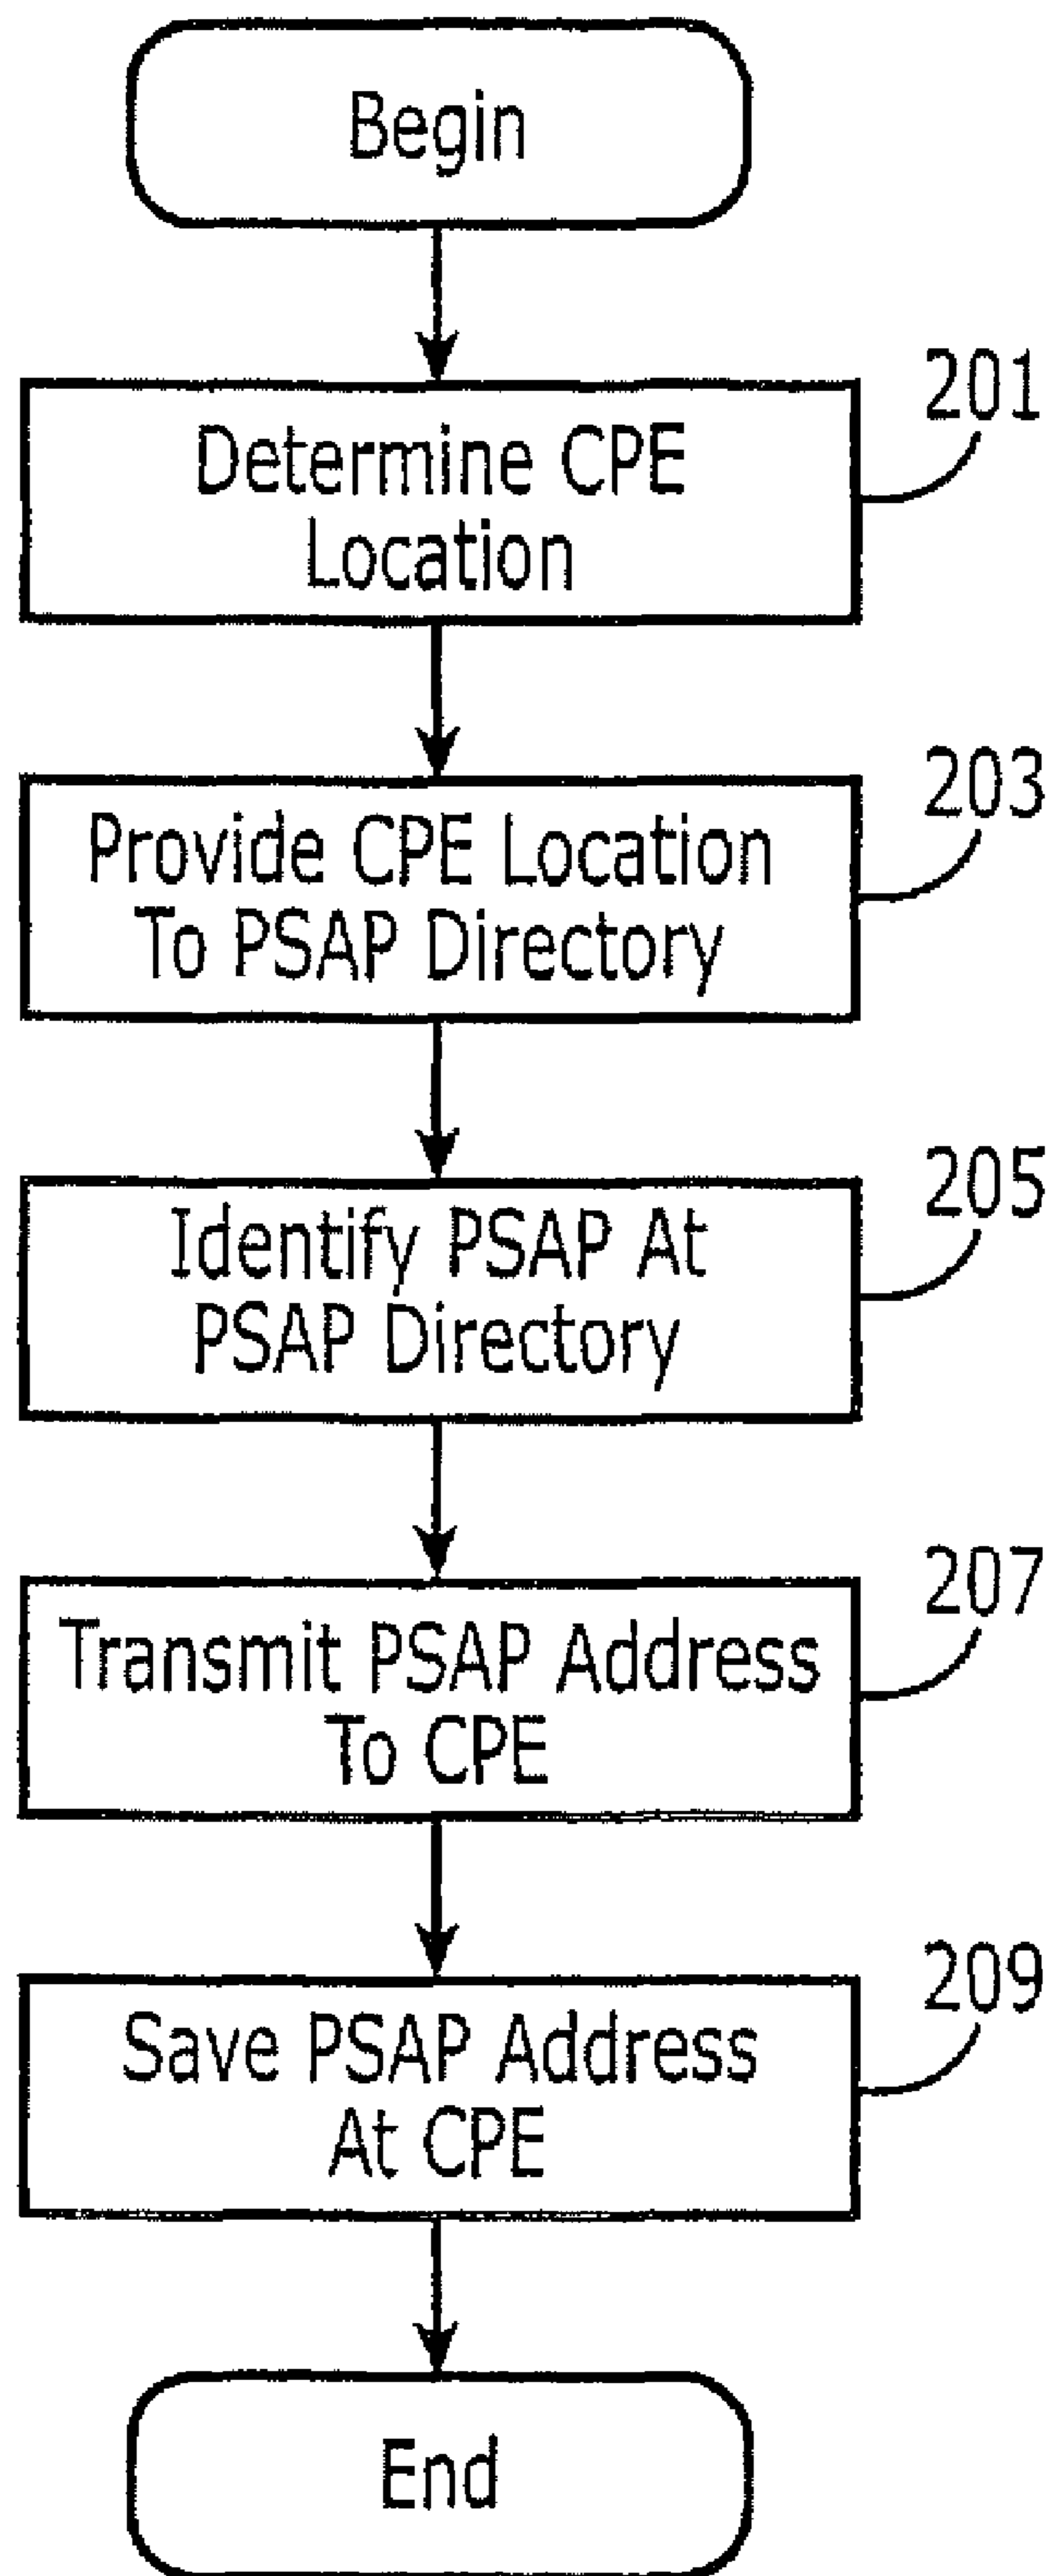 Begin
201
Determine CPE
Location
203
Provide CPE Location
To PSAP Directory
205
Identify PSAP At
PSAP Directory
207
Transmit PSAP Address
To CPE
209
Save PSAP Address
At CPE
End